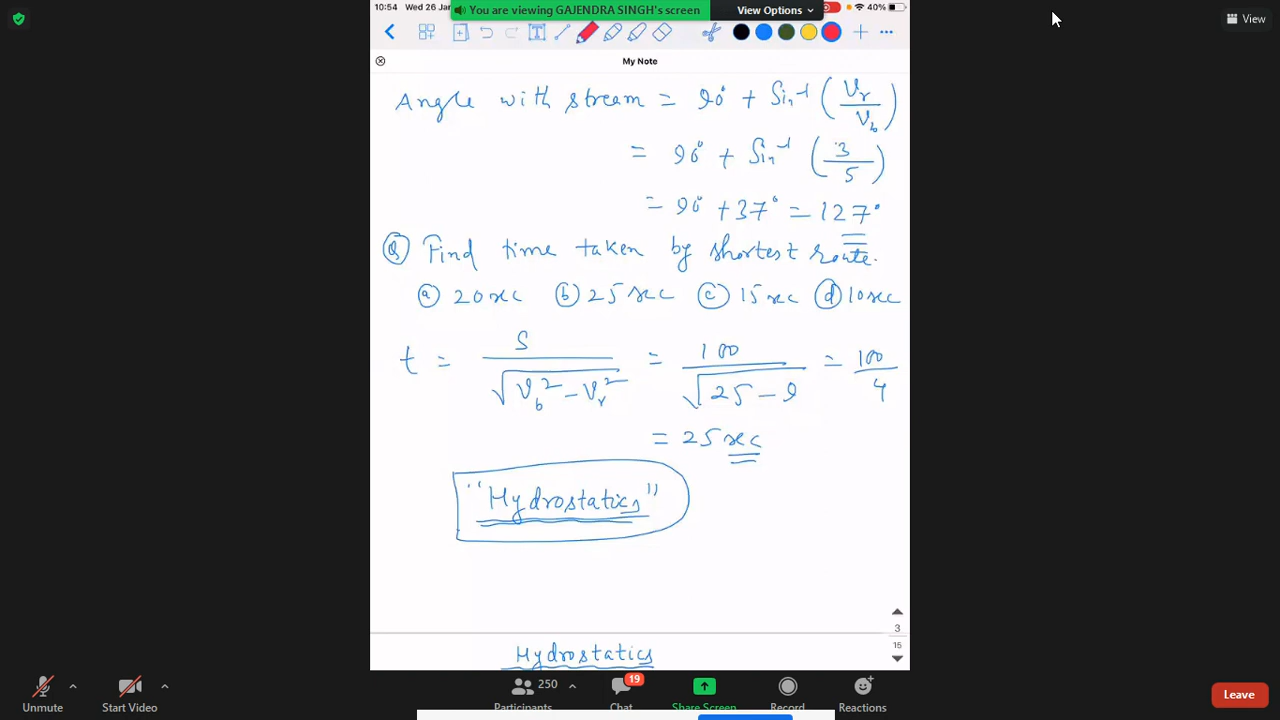 10:54 Wed 26 Jan
You are viewing GAJENDRA SINGH's screen
View Options
40%
View
My Note
Angle with stream = 90° + Sin⁻¹ (Vr/Vb)
= 90° + Sin⁻¹ (3/5)
= 90° + 37° = 127°
Q Find time taken by shortest route.
(a) 20 sec (b) 25 sec (c) 15 sec (d) 10 sec
t = S/√(Vb² − Vr²) = 100/√(25 − 9) = 100/4
= 25 sec
"Hydrostatics"
3
15
Hydrostatics
250
19
Unmute
Start Video
Participants
Chat
Share Screen
Record
Reactions
Leave